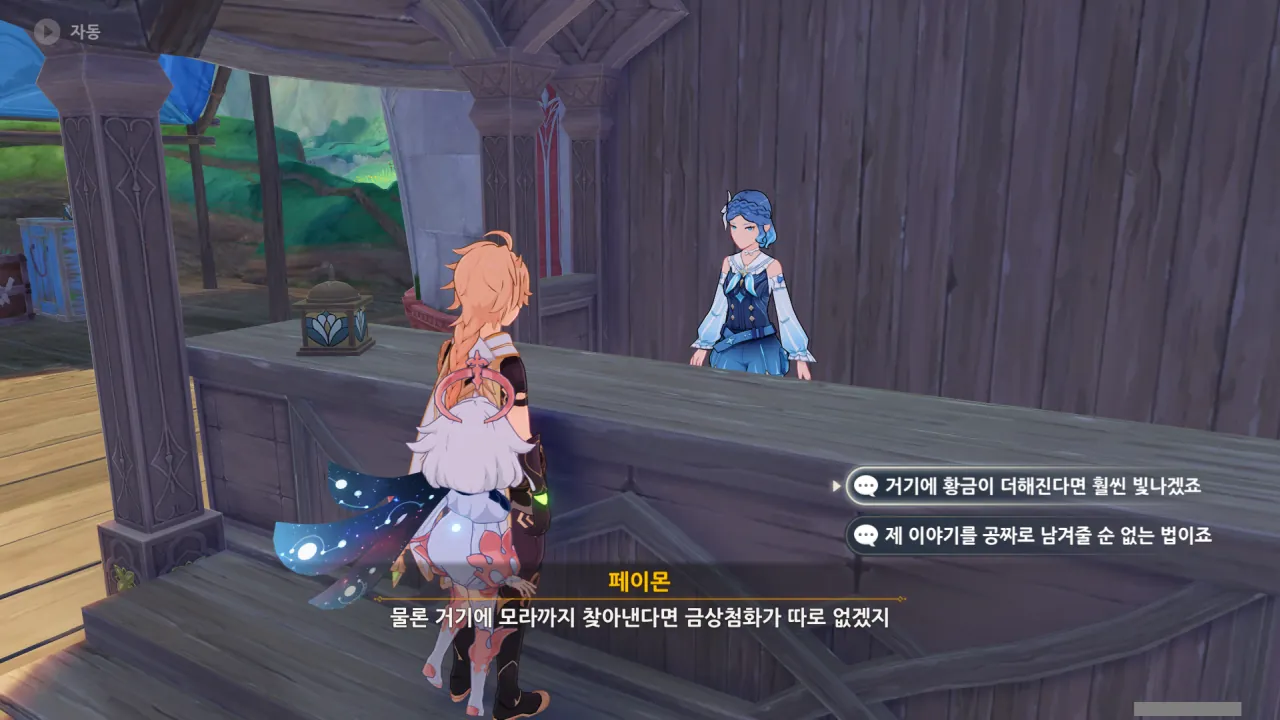 자동
거기에 황금이 더해진다면 훨씬 빛나겠죠
제 이야기를 공짜로 남겨줄 순 없는 법이죠
페이몬
물론 거기에 모라까지 찾아낸다면 금상첨화가 따로 없겠지